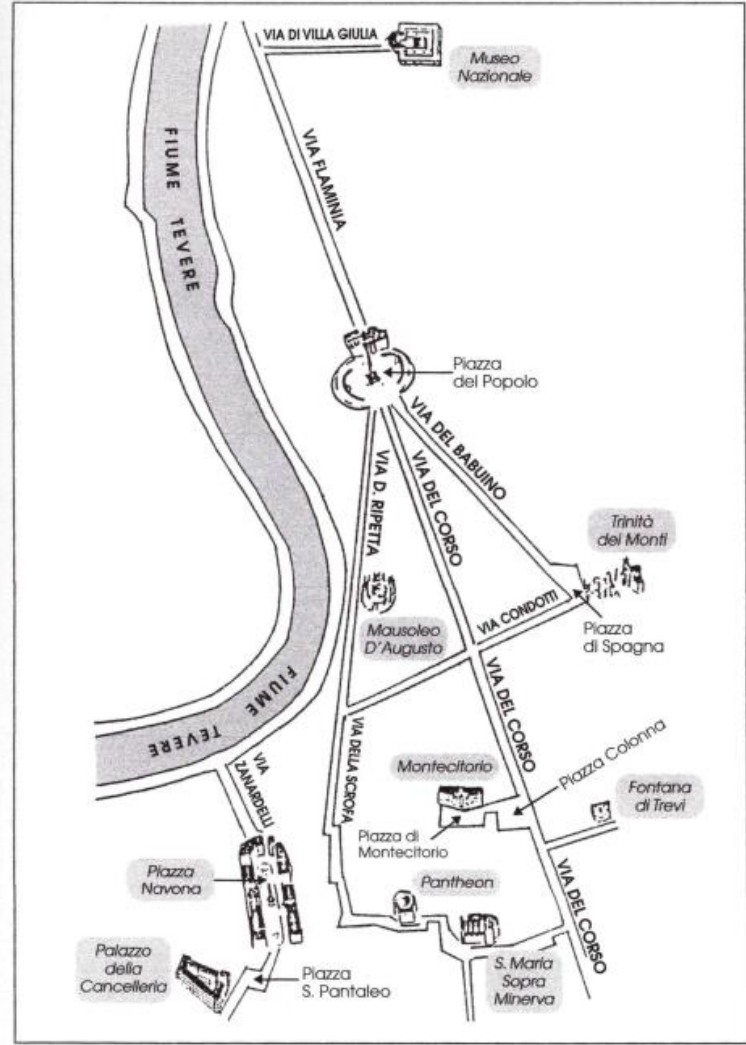 VIA DI VILLA GIULIA
Museo
Nazionale
FIUME TEVERE
VIA FLAMINIA
Piazza
del Popolo
VIA DEL BABUINO
VIA D. RIPETTA
VIA DEL CORSO
Trinità
dei Monti
VIA CONDOTTI
Piazza
di Spagna
Mausoleo
D'Augusto
FIUME TEVERE
VIA DEL CORSO
VIA DELLA SCROFA
VIA
ZANARDELLI
Montecitorio
Piazza Colonna
Fontana
di Trevi
Piazza di
Montecitorio
Piazza
Navona
Pantheon
VIA DEL CORSO
Palazzo
della
Cancelleria
Piazza
S. Pantaleo
S. Maria
Sopra
Minerva